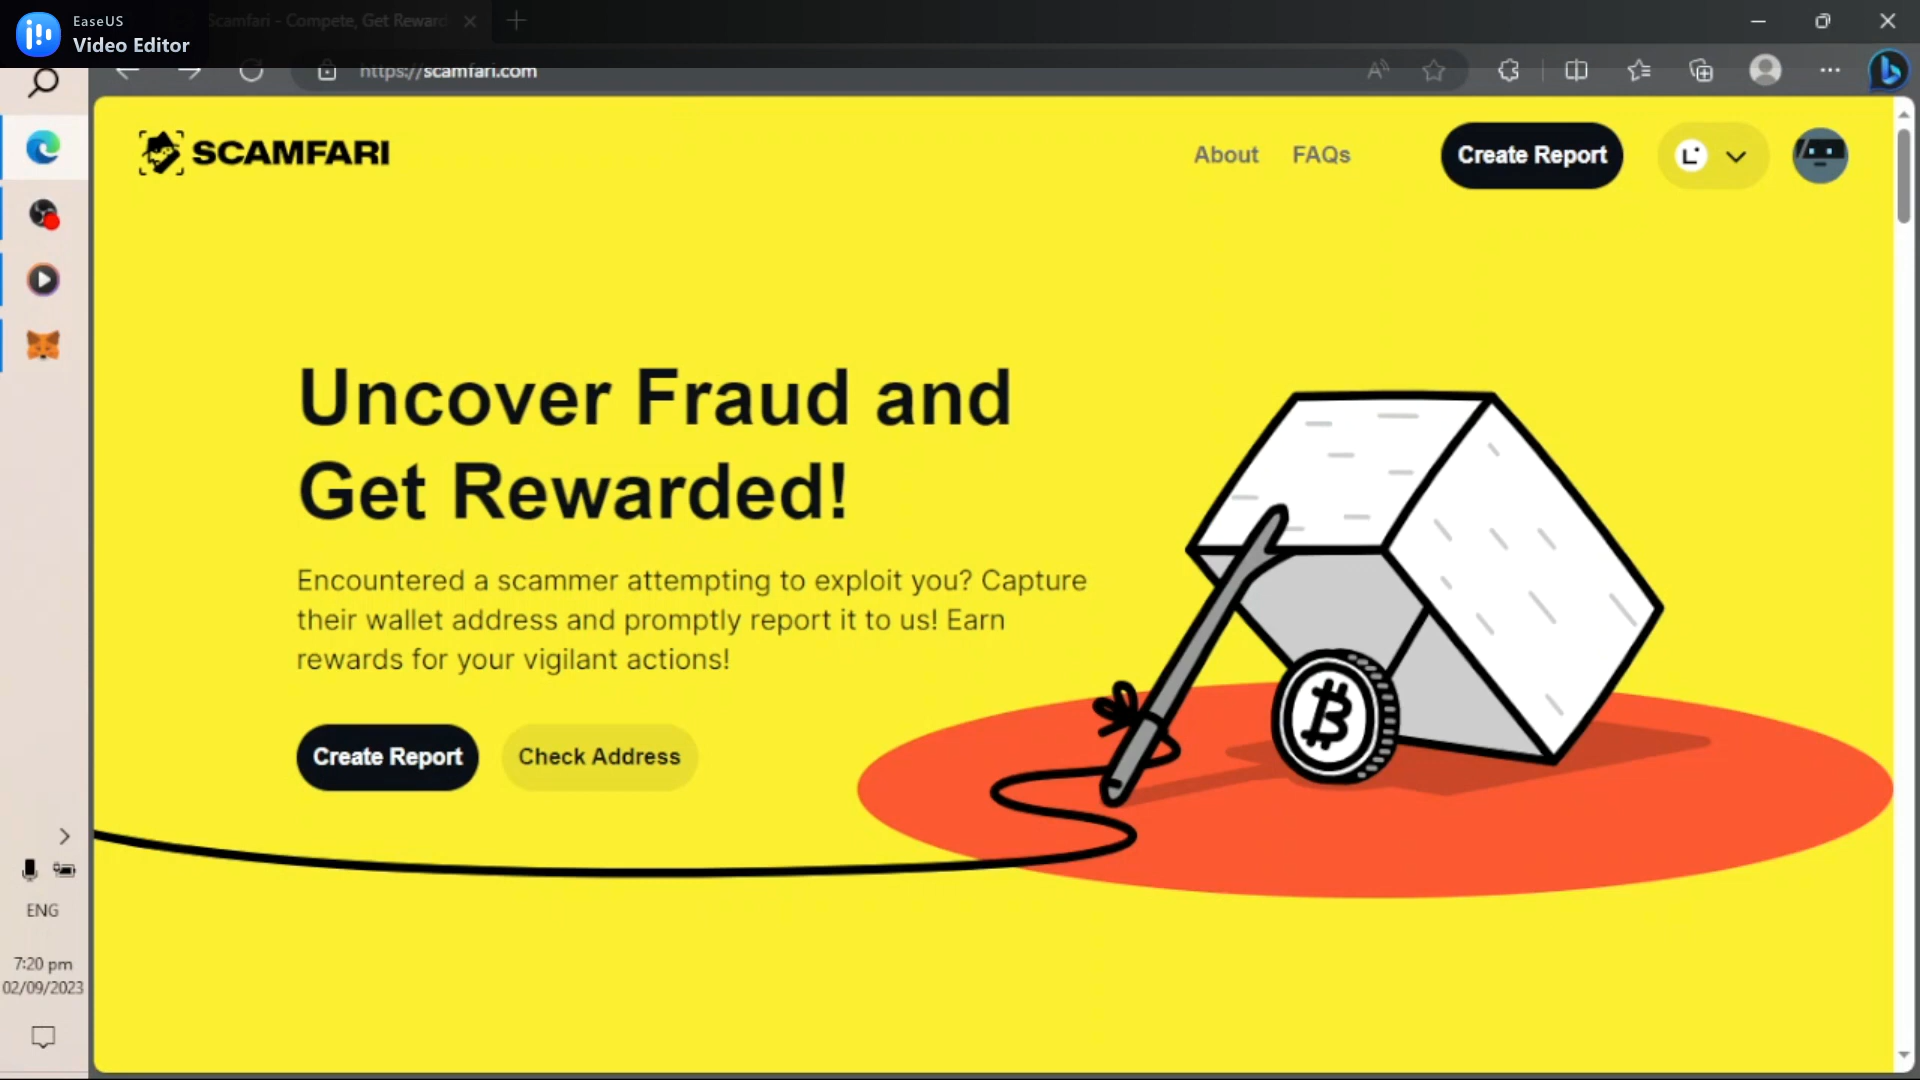 EaseUS
Video Editor
Scamfari - Compete, Get Reward
https://scamfari.com
SCAMFARI
About
FAQs
Create Report
Uncover Fraud and
Get Rewarded!
Encountered a scammer attempting to exploit you? Capture
their wallet address and promptly report it to us! Earn
rewards for your vigilant actions!
Create Report
Check Address
ENG
7:20 pm
02/09/2023